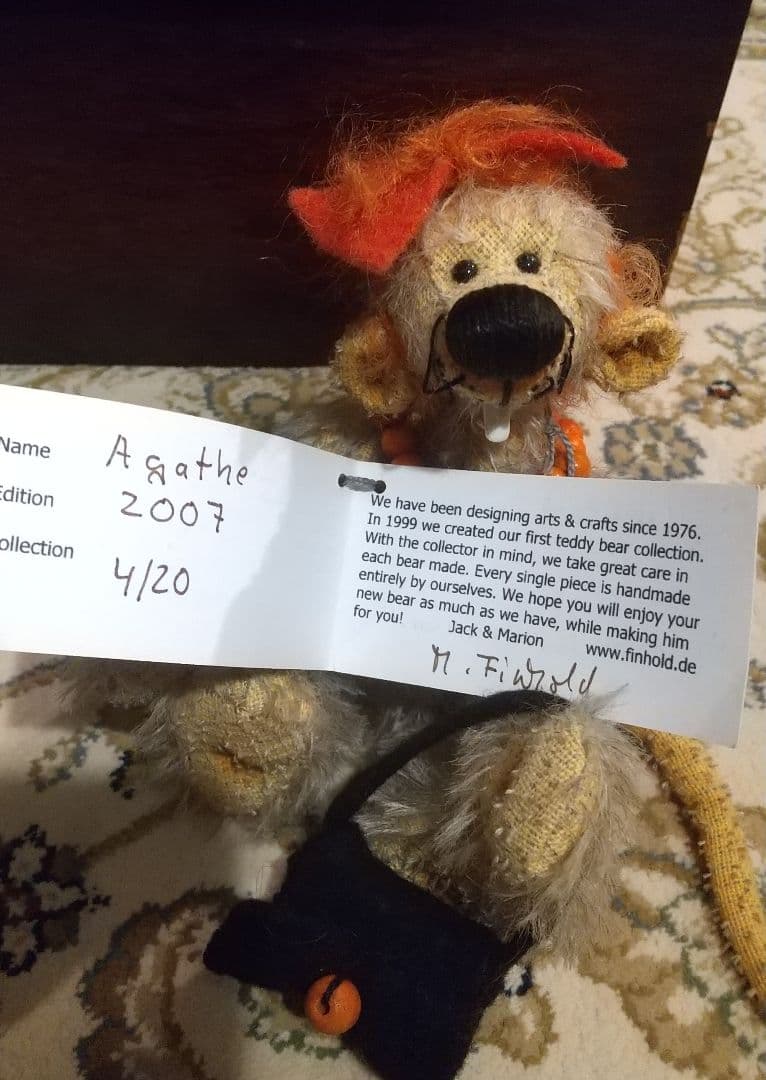 Name Agathe
Edition 2007
ollection 4/20
We have been designing arts & crafts since 1976.
In 1999 we created our first teddy bear collection.
With the collector in mind, we take great care in
each bear made. Every single piece is handmade
entirely by ourselves. We hope you will enjoy your
new bear as much as we have, while making him
for you! Jack & Marion www.finhold.de
M. Finhold